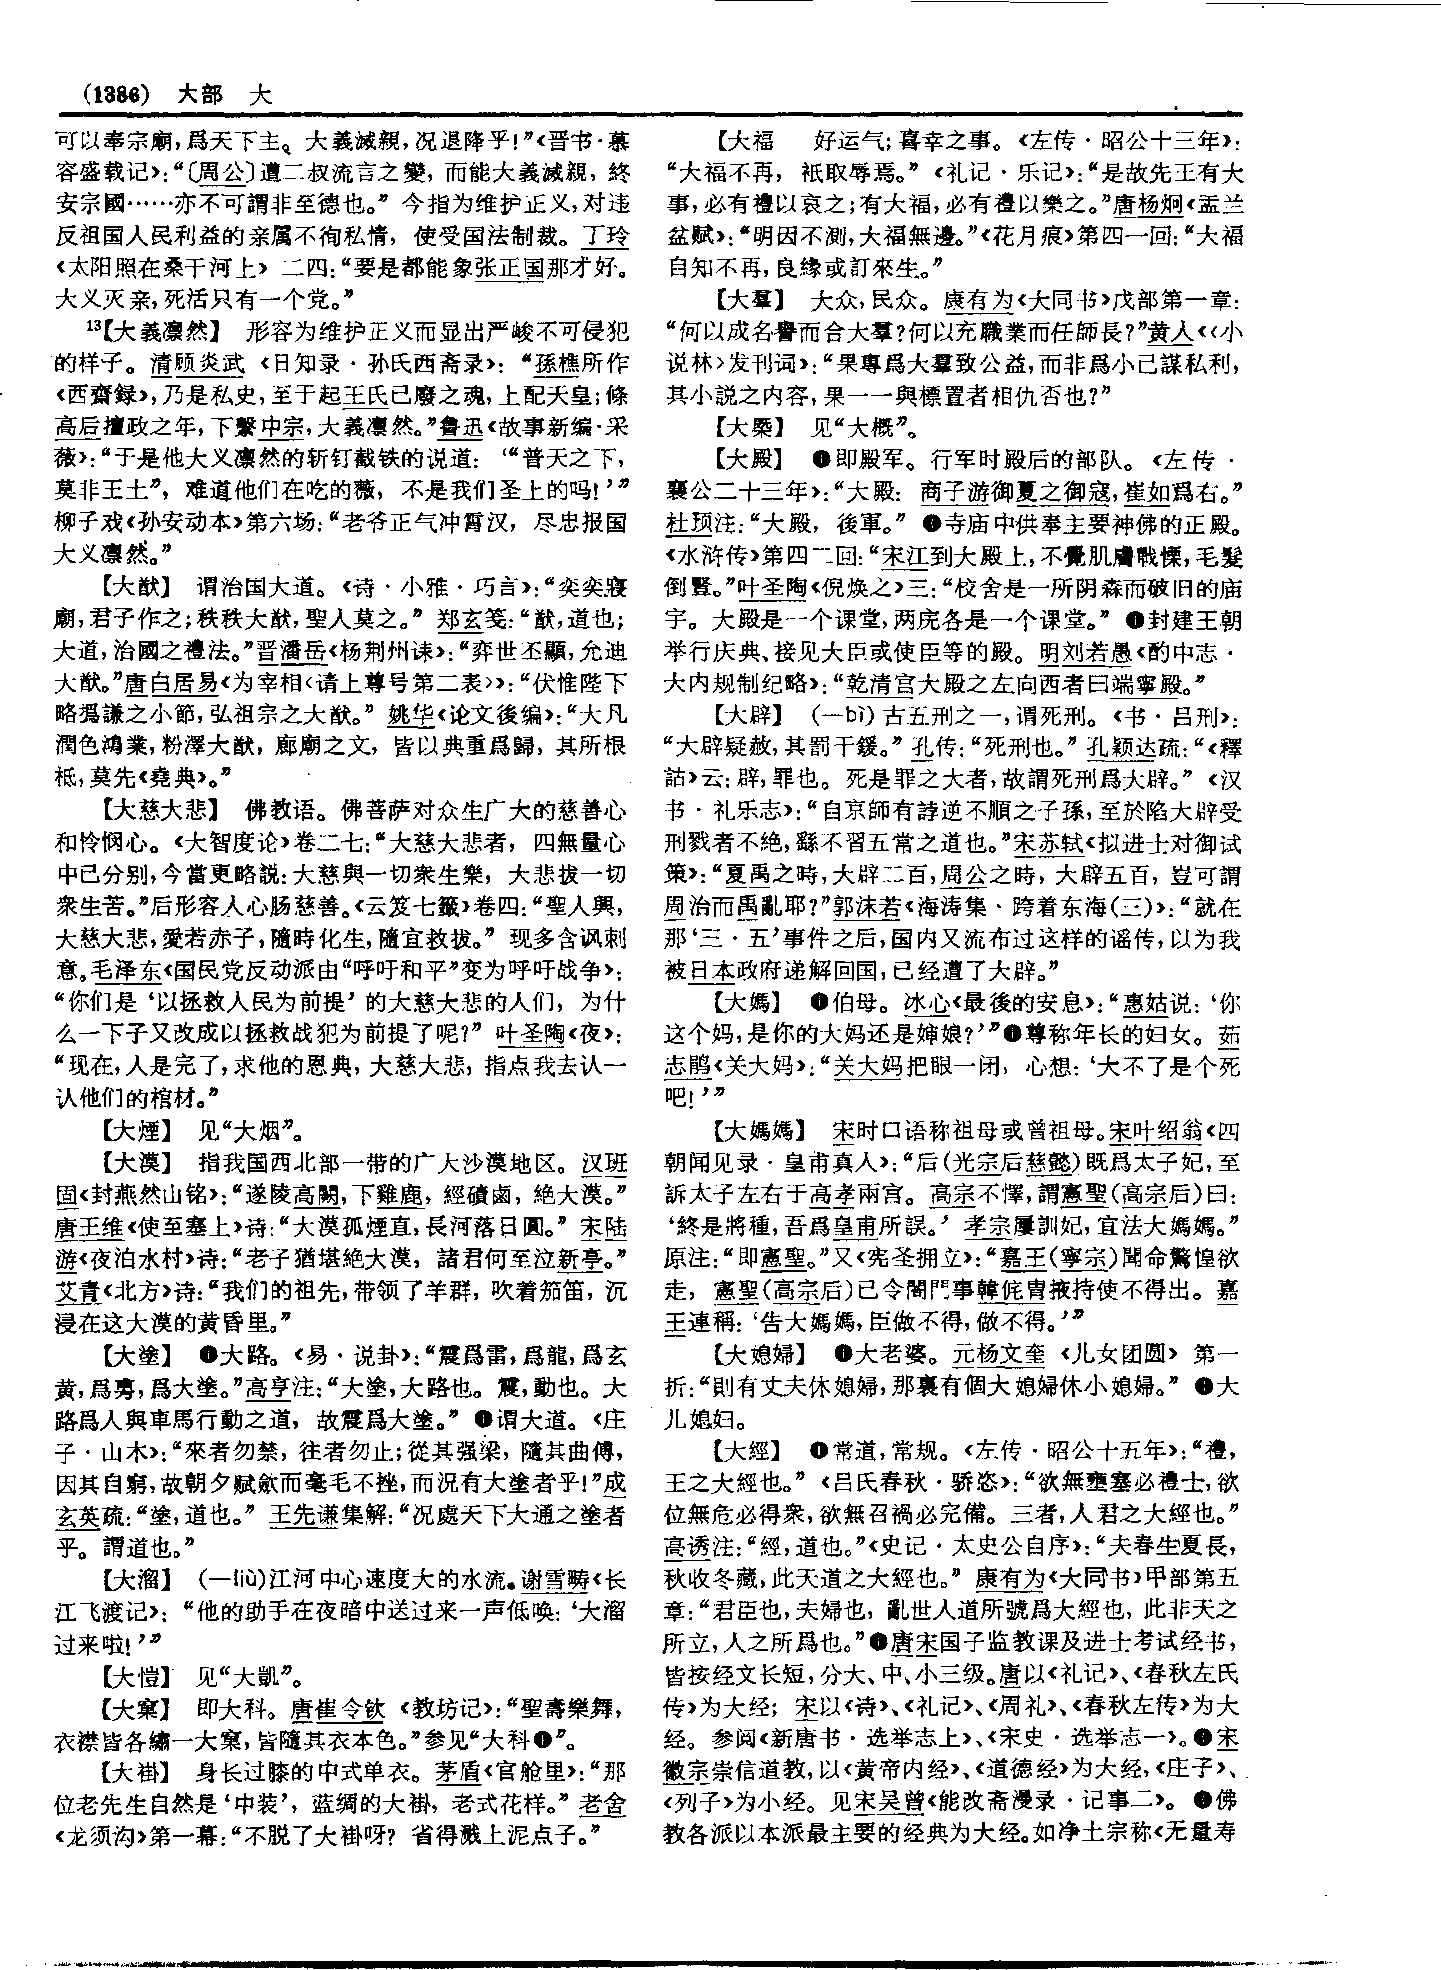 (1386) 大部 大
可以奉宗廟，爲天下主。大義滅親，况退降乎！”《晋书·慕
容盛载记》：“〔周公〕遭二叔流言之變，而能大義滅親，終
安宗國……亦不可謂非至德也。”今指为维护正义，对违
反祖国人民利益的亲属不徇私情，使受国法制裁。丁玲
《太阳照在桑干河上》二四：“要是都能象张正国那才好。
大义灭亲，死活只有一个党。”
13【大義凛然】 形容为维护正义而显出严峻不可侵犯
的样子。清顾炎武《日知录·孙氏西斋录》：“孫樵所作
《西齋録》，乃是私史，至于起王氏已廢之魂，上配天皇；條
高后擅政之年，下繫中宗，大義凛然。”鲁迅《故事新编·采
薇》：“于是他大义凛然的斩钉截铁的说道：‘“普天之下，
莫非王土”，难道他们在吃的薇，不是我们圣上的吗！’”
柳子戏《孙安动本》第六场：“老爷正气冲霄汉，尽忠报国
大义凛然。”
【大猷】 谓治国大道。《诗·小雅·巧言》：“奕奕寝
廟，君子作之；秩秩大猷，聖人莫之。”郑玄笺：“猷，道也；
大道，治國之禮法。”晋潘岳《杨荆州诔》：“弈世丕顯，允迪
大猷。”唐白居易《为宰相〈请上尊号第二表〉》：“伏惟陛下
略撝謙之小節，弘祖宗之大猷。”姚华《论文後编》：“大凡
潤色鴻業，粉澤大猷，廊廟之文，皆以典重爲歸，其所根
柢，莫先《堯典》。”
【大慈大悲】 佛教语。佛菩萨对众生广大的慈善心
和怜悯心。《大智度论》卷二七：“大慈大悲者，四無量心
中已分别，今當更略説：大慈與一切衆生樂，大悲拔一切
衆生苦。”后形容人心肠慈善。《云笈七籤》卷四：“聖人興，
大慈大悲，愛若赤子，隨時化生，隨宜救拔。”现多含讽刺
意。毛泽东《国民党反动派由“呼吁和平”变为呼吁战争》：
“你们是‘以拯救人民为前提’的大慈大悲的人们，为什
么一下子又改成以拯救战犯为前提了呢？”叶圣陶《夜》：
“现在，人是完了，求他的恩典，大慈大悲，指点我去认一
认他们的棺材。”
【大煙】 见“大烟”。
【大漠】 指我国西北部一带的广大沙漠地区。汉班
固《封燕然山铭》：“遂陵高闕，下雞鹿，經磧鹵，絶大漠。”
唐王维《使至塞上》诗：“大漠孤煙直，長河落日圓。”宋陆
游《夜泊水村》诗：“老子猶堪絶大漠，諸君何至泣新亭。”
艾青《北方》诗：“我们的祖先，带领了羊群，吹着笳笛，沉
浸在这大漠的黄昏里。”
【大塗】 ❶大路。《易·说卦》：“震爲雷，爲龍，爲玄
黄，爲旉，爲大塗。”高亨注：“大塗，大路也。震，動也。大
路爲人與車馬行動之道，故震爲大塗。”❷谓大道。《庄
子·山木》：“來者勿禁，往者勿止；從其强梁，隨其曲傅，
因其自窮，故朝夕赋斂而毫毛不挫，而况有大塗者乎！”成
玄英疏：“塗，道也。”王先谦集解：“况處天下大通之塗者
乎。謂道也。”
【大溜】 (—liù)江河中心速度大的水流。谢雪畴《长
江飞渡记》：“他的助手在夜暗中送过来一声低唤：‘大溜
过来啦！’”
【大愷】 见“大凱”。
【大窠】 即大科。唐崔令钦《教坊记》：“聖壽樂舞，
衣襟皆各繡一大窠，皆隨其衣本色。”参见“大科❶”。
【大褂】 身长过膝的中式单衣。茅盾《官舱里》：“那
位老先生自然是‘中装’，蓝绸的大褂，老式花样。”老舍
《龙须沟》第一幕：“不脱了大褂呀？省得溅上泥点子。”
【大福】 好运气；喜幸之事。《左传·昭公十三年》：
“大福不再，祇取辱焉。”《礼记·乐记》：“是故先王有大
事，必有禮以哀之；有大福，必有禮以樂之。”唐杨炯《盂兰
盆赋》：“明因不測，大福無邊。”《花月痕》第四一回：“大福
自知不再，良缘或訂來生。”
【大羣】 大众，民众。康有为《大同书》戊部第一章：
“何以成名譽而合大羣？何以充職業而任師長？”黄人《〈小
说林〉发刊词》：“果專爲大羣致公益，而非爲小己謀私利，
其小説之内容，果一一與標置者相仇否也？”
【大槩】 见“大概”。
【大殿】 ❶即殿军。行军时殿后的部队。《左传·
襄公二十三年》：“大殿：商子游御夏之御寇，崔如爲右。”
杜预注：“大殿，後軍。”❷寺庙中供奉主要神佛的正殿。
《水浒传》第四二回：“宋江到大殿上，不覺肌膚戰慄，毛髮
倒竪。”叶圣陶《倪焕之》三：“校舍是一所阴森而破旧的庙
宇。大殿是一个课堂，两庑各是一个课堂。”❸封建王朝
举行庆典、接见大臣或使臣等的殿。明刘若愚《酌中志·
大内规制纪略》：“乾清宫大殿之左向西者曰端寧殿。”
【大辟】 (—bì)古五刑之一，谓死刑。《书·吕刑》：
“大辟疑赦，其罰千鍰。”孔传：“死刑也。”孔颖达疏：“《釋
詁》云：辟，罪也。死是罪之大者，故謂死刑爲大辟。”《汉
书·礼乐志》：“自京師有誖逆不順之子孫，至於陷大辟受
刑戮者不絶，繇不習五常之道也。”宋苏轼《拟进士对御试
策》：“夏禹之時，大辟二百，周公之時，大辟五百，豈可謂
周治而禹亂耶？”郭沫若《海涛集·跨着东海(三)》：“就在
那‘三·五’事件之后，国内又流布过这样的谣传，以为我
被日本政府递解回国，已经遭了大辟。”
【大媽】 ❶伯母。冰心《最後的安息》：“惠姑说：‘你
这个妈，是你的大妈还是婶娘？’”❷尊称年长的妇女。茹
志鹃《关大妈》：“关大妈把眼一闭，心想：‘大不了是个死
吧！’”
【大媽媽】 宋时口语称祖母或曾祖母。宋叶绍翁《四
朝闻见录·皇甫真人》：“后(光宗后慈懿)既爲太子妃，至
訴太子左右于高孝兩宫。高宗不懌，謂憲聖(高宗后)曰：
‘終是將種，吾爲皇甫所誤。’孝宗屢訓妃，宜法大媽媽。”
原注：“即憲聖。”又《宪圣拥立》：“嘉王(寧宗)聞命驚惶欲
走，憲聖(高宗后)已令閤門事韓侂胄掖持使不得出。嘉
王連稱：‘告大媽媽，臣做不得，做不得。’”
【大媳婦】 ❶大老婆。元杨文奎《儿女团圆》第一
折：“則有丈夫休媳婦，那裏有個大媳婦休小媳婦。”❷大
儿媳妇。
【大經】 ❶常道，常规。《左传·昭公十五年》：“禮，
王之大經也。”《吕氏春秋·骄恣》：“欲無壅塞必禮士，欲
位無危必得衆，欲無召禍必完備。三者，人君之大經也。”
高诱注：“經，道也。”《史记·太史公自序》：“夫春生夏長，
秋收冬藏，此天道之大經也。”康有为《大同书》甲部第五
章：“君臣也，夫婦也，亂世人道所號爲大經也，此非天之
所立，人之所爲也。”❷唐宋国子监教课及进士考试经书，
皆按经文长短，分大、中、小三级。唐以《礼记》、《春秋左氏
传》为大经；宋以《诗》、《礼记》、《周礼》、《春秋左传》为大
经。参阅《新唐书·选举志上》、《宋史·选举志一》。❸宋
徽宗崇信道教，以《黄帝内经》、《道德经》为大经，《庄子》、
《列子》为小经。见宋吴曾《能改斋漫录·记事二》。❹佛
教各派以本派最主要的经典为大经。如净土宗称《无量寿